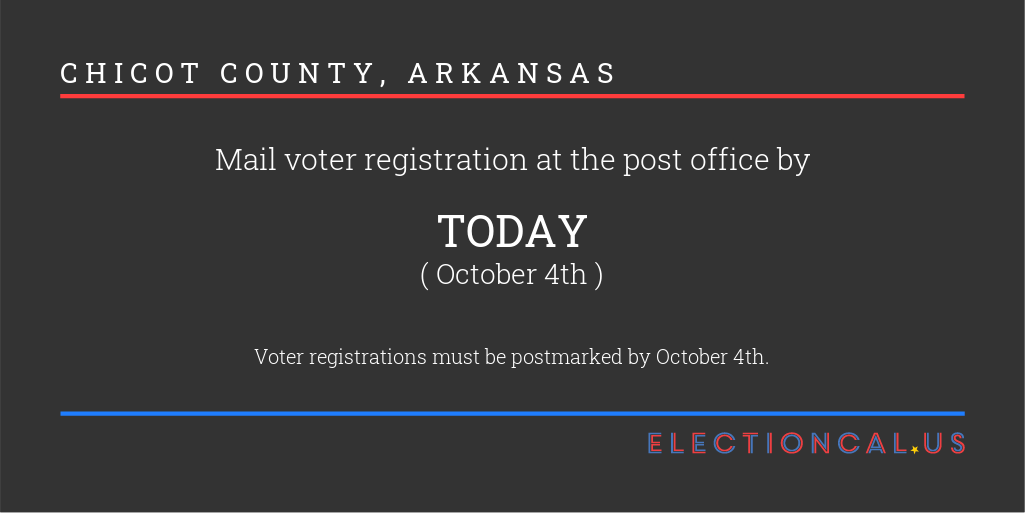 CHICOT COUNTY, ARKANSAS
Mail voter registration at the post office by
TODAY
( October 4th )
Voter registrations must be postmarked by October 4th.
ELECTIONCAL.US